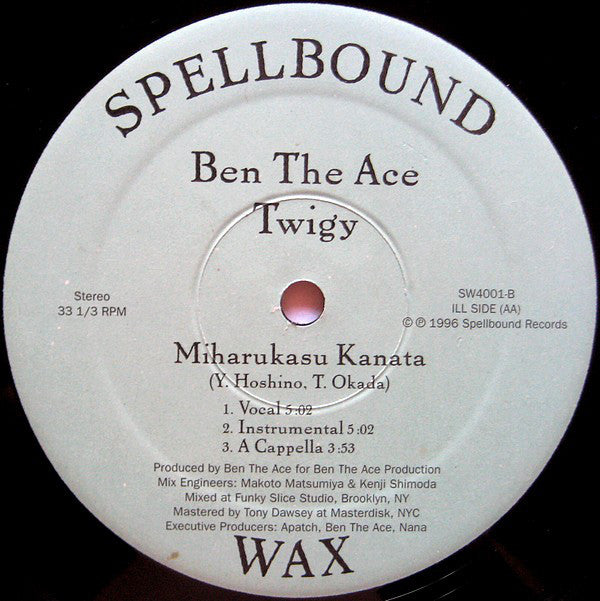 SPELLBOUND
Ben The Ace
Twigy
Stereo
33 1/3 RPM
SW4001-B
ILL SIDE (AA)
© ℗ 1996 Spellbound Records
Miharukasu Kanata
(Y. Hoshino, T. Okada)
1. Vocal 5:02
2. Instrumental 5:02
3. A Cappella 3:53
Produced by Ben The Ace for Ben The Ace Production
Mix Engineers: Makoto Matsumiya & Kenji Shimoda
Mixed at Funky Slice Studio, Brooklyn, NY
Mastered by Tony Dawsey at Masterdisk, NYC
Executive Producers: Apatch, Ben The Ace, Nana
WAX